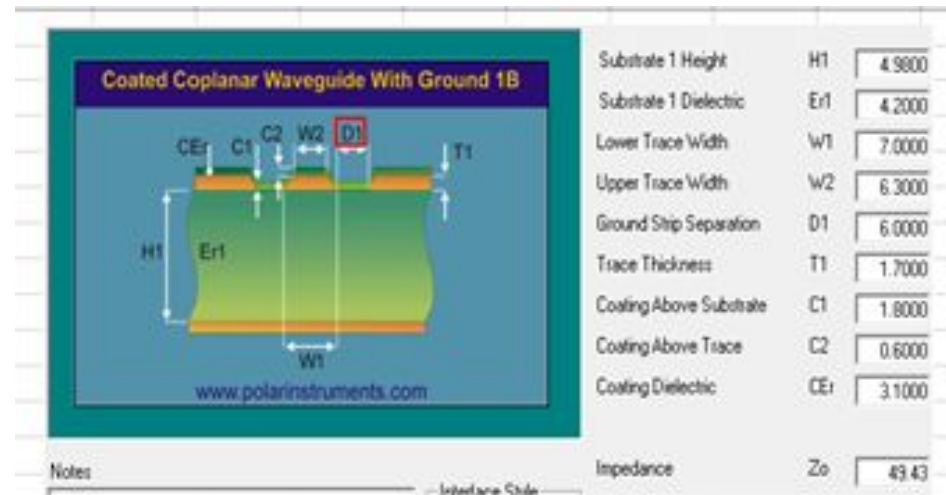 Coated Coplanar Waveguide With Ground 1B
CEr C1 C2 W2 D1 T1
H1 Er1
W1
www.polarinstruments.com
Notes
Interface Style
Substrate 1 Height H1 4.9800
Substrate 1 Dielectric Er1 4.2000
Lower Trace Width W1 7.0000
Upper Trace Width W2 6.3000
Ground Strip Separation D1 6.0000
Trace Thickness T1 1.7000
Coating Above Substrate C1 1.8000
Coating Above Trace C2 0.6000
Coating Dielectric CEr 3.1000
Impedance Zo 49.43